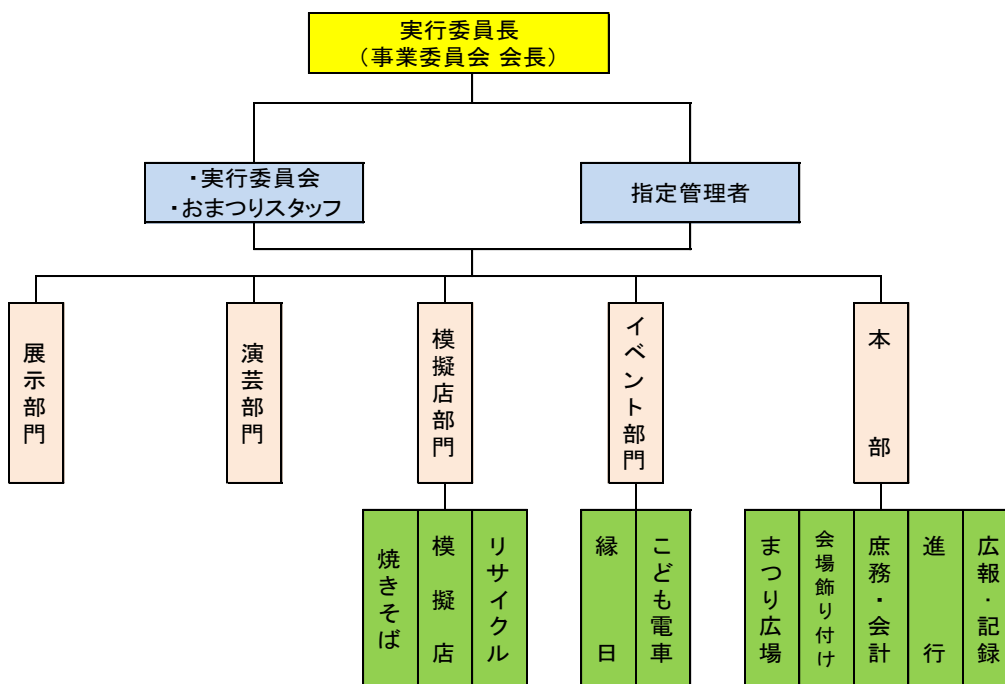 実行委員長
（事業委員会 会長）
・実行委員会
・おまつりスタッフ
指定管理者
展示部門
演芸部門
模擬店部門
イベント部門
本部
焼きそば
模擬店
リサイクル
縁日
こども電車
まつり広場
会場飾り付け
庶務・会計
進行
広報・記録